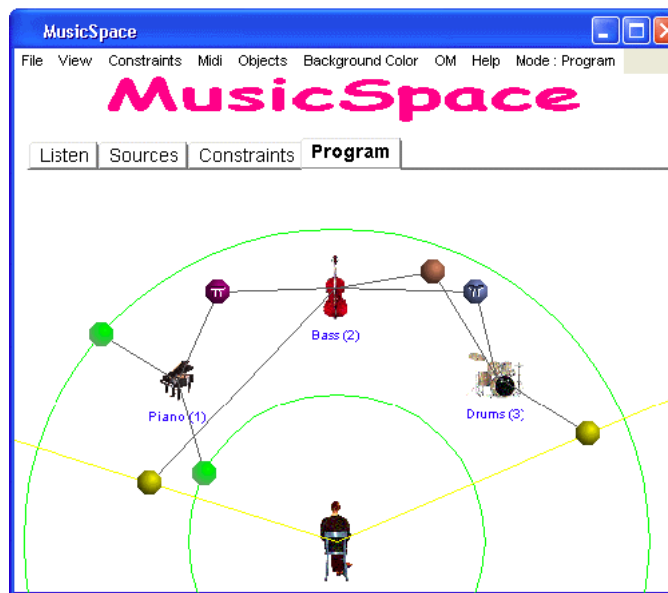 MusicSpace
File View Constraints Midi Objects Background Color OM Help Mode : Program
MusicSpace
Listen Sources Constraints Program
Bass (2)
Piano (1)
Drums (3)